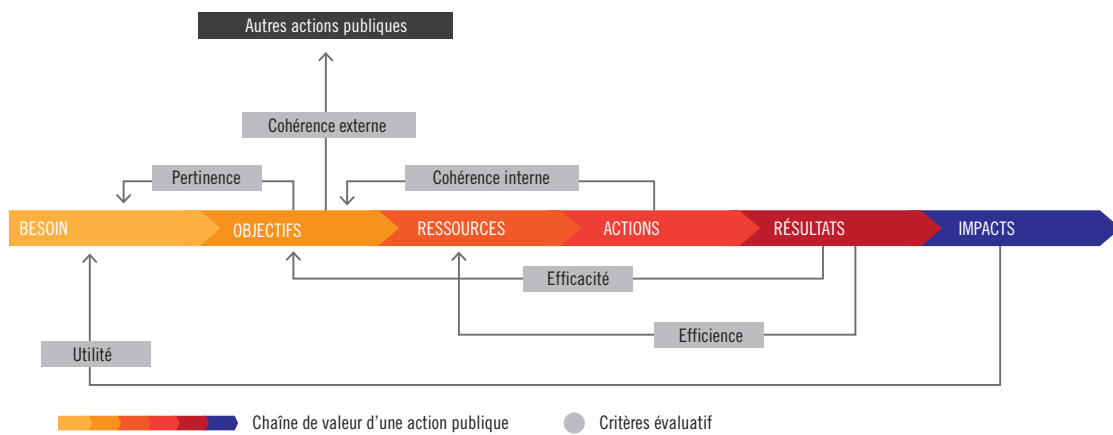 Autres actions publiques
Cohérence externe
Pertinence
Cohérence interne
BESOIN
OBJECTIFS
RESSOURCES
ACTIONS
RÉSULTATS
IMPACTS
Efficacité
Efficience
Utilité
Chaîne de valeur d'une action publique
Critères évaluatif